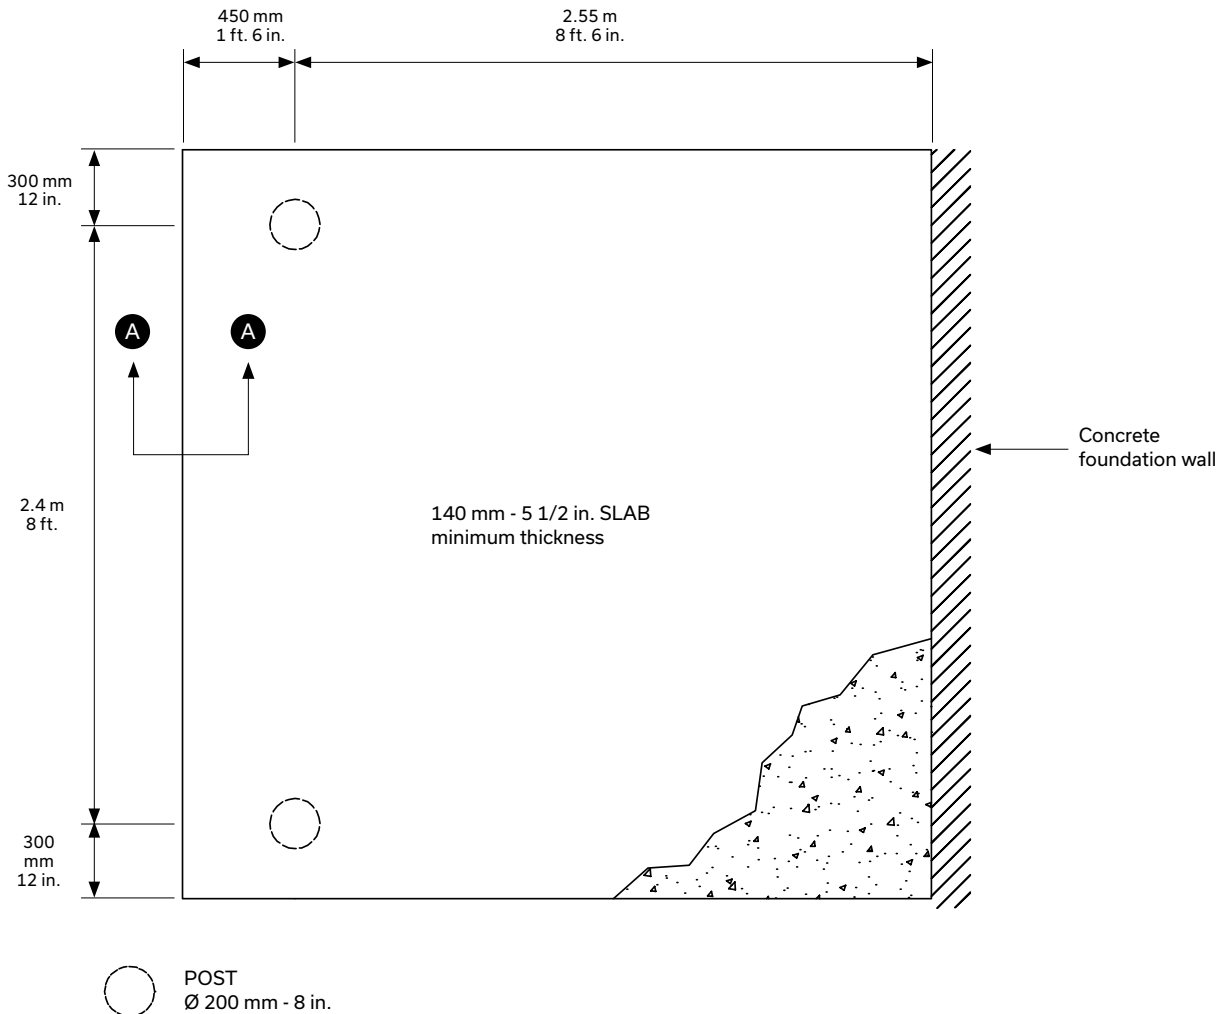 450 mm
1 ft. 6 in.
2.55 m
8 ft. 6 in.
300 mm
12 in.
A
A
Concrete
foundation wall
2.4 m
8 ft.
140 mm - 5 1/2 in. SLAB
minimum thickness
300
mm
12 in.
POST
Ø 200 mm - 8 in.